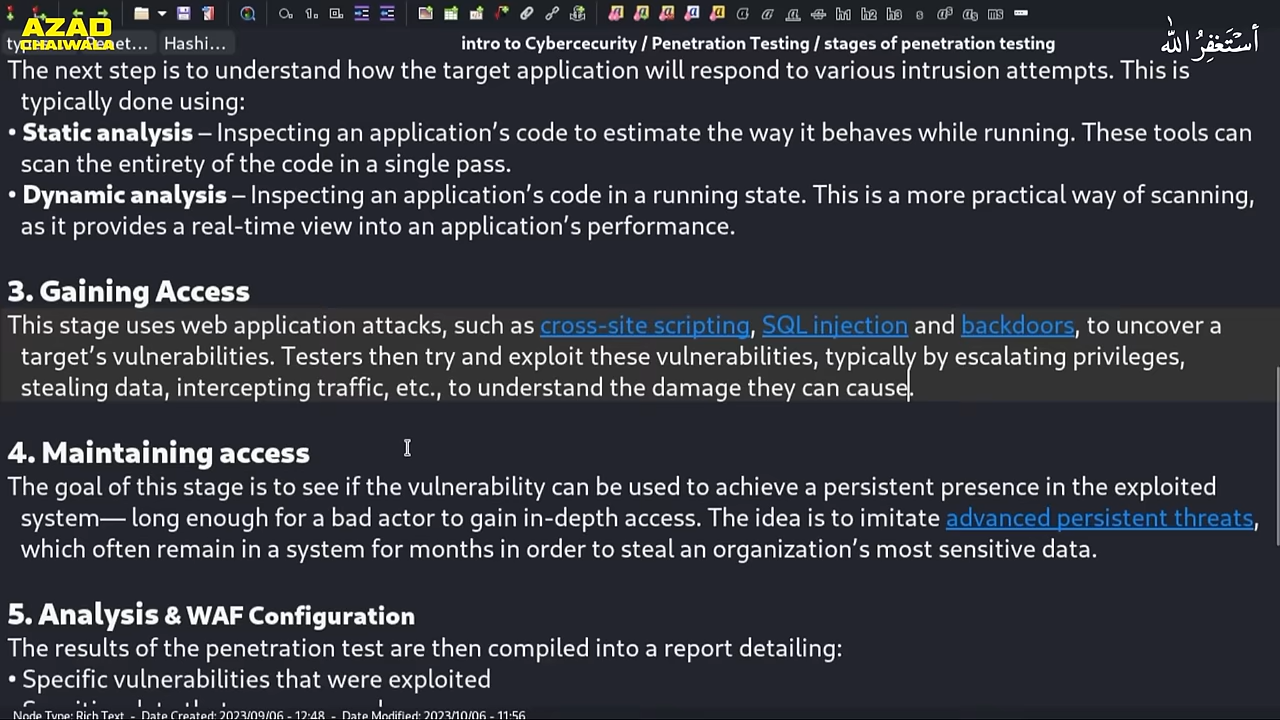 AZAD
CHAIWALA
Hashi...
intro to Cybercecurity / Penetration Testing / stages of penetration testing
أستغفر الله
The next step is to understand how the target application will respond to various intrusion attempts. This is
typically done using:
• Static analysis – Inspecting an application’s code to estimate the way it behaves while running. These tools can
scan the entirety of the code in a single pass.
• Dynamic analysis – Inspecting an application’s code in a running state. This is a more practical way of scanning,
as it provides a real-time view into an application’s performance.
3. Gaining Access
This stage uses web application attacks, such as cross-site scripting, SQL injection and backdoors, to uncover a
target’s vulnerabilities. Testers then try and exploit these vulnerabilities, typically by escalating privileges,
stealing data, intercepting traffic, etc., to understand the damage they can cause.
4. Maintaining access
The goal of this stage is to see if the vulnerability can be used to achieve a persistent presence in the exploited
system— long enough for a bad actor to gain in-depth access. The idea is to imitate advanced persistent threats,
which often remain in a system for months in order to steal an organization’s most sensitive data.
5. Analysis & WAF Configuration
The results of the penetration test are then compiled into a report detailing:
• Specific vulnerabilities that were exploited
Node Type: Rich Text - Date Created: 2023/09/06 - 12:48 - Date Modified: 2023/10/06 - 11:56